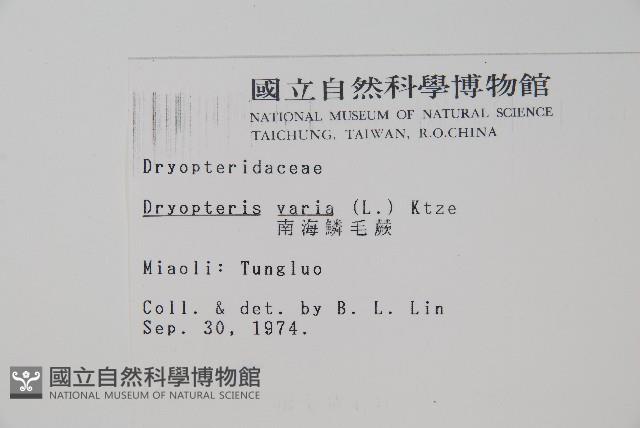 國立自然科學博物館
NATIONAL MUSEUM OF NATURAL SCIENCE
TAICHUNG, TAIWAN, R.O.CHINA
Dryopteridaceae
Dryopteris varia (L.) Ktze
南海鱗毛蕨
Miaoli: Tungluo
Coll. & det. by B. L. Lin
Sep. 30, 1974.
國立自然科學博物館
NATIONAL MUSEUM OF NATURAL SCIENCE